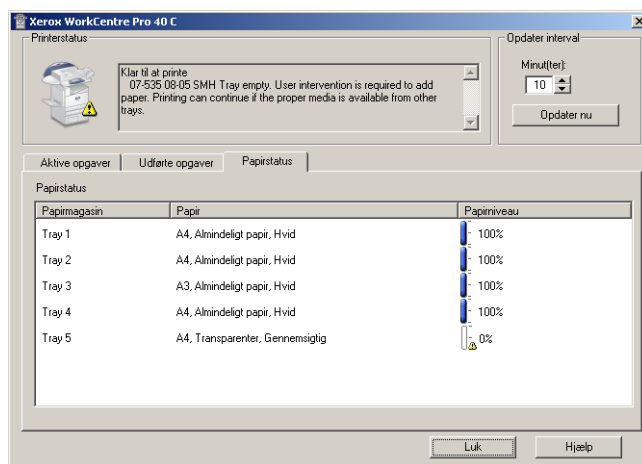 Xerox WorkCentre Pro 40 C
Printerstatus
Klar til at printe
07-535 08-05 SMH Tray empty. User intervention is required to add
paper. Printing can continue if the proper media is available from other
trays.
Opdater interval
Minut(ter):
10
Opdater nu
Aktive opgaver Udførte opgaver Papirstatus
Papirstatus
Papirmagasin Papir Papirniveau
Tray 1 A4, Almindeligt papir, Hvid 100%
Tray 2 A4, Almindeligt papir, Hvid 100%
Tray 3 A3, Almindeligt papir, Hvid 100%
Tray 4 A4, Almindeligt papir, Hvid 100%
Tray 5 A4, Transparenter, Gennemsigtig 0%
Luk Hjælp